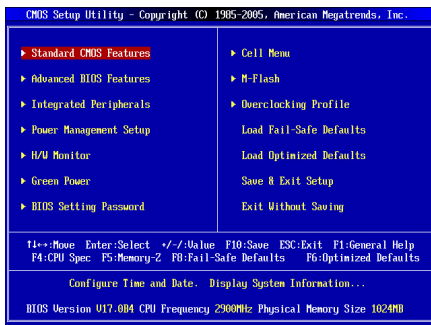 CMOS Setup Utility - Copyright (C) 1985-2005, American Megatrends, Inc.
▶ Standard CMOS Features
▶ Advanced BIOS Features
▶ Integrated Peripherals
▶ Power Management Setup
▶ H/W Monitor
▶ Green Power
▶ BIOS Setting Password
▶ Cell Menu
▶ M-Flash
▶ Overclocking Profile
Load Fail-Safe Defaults
Load Optimized Defaults
Save & Exit Setup
Exit Without Saving
↑↓←→:Move Enter:Select +/-/:Value F10:Save ESC:Exit F1:General Help
F4:CPU Spec F5:Memory-Z F8:Fail-Safe Defaults F6:Optimized Defaults
Configure Time and Date. Display System Information...
BIOS Version V17.0B4 CPU Frequency 2900MHz Physical Memory Size 1024MB